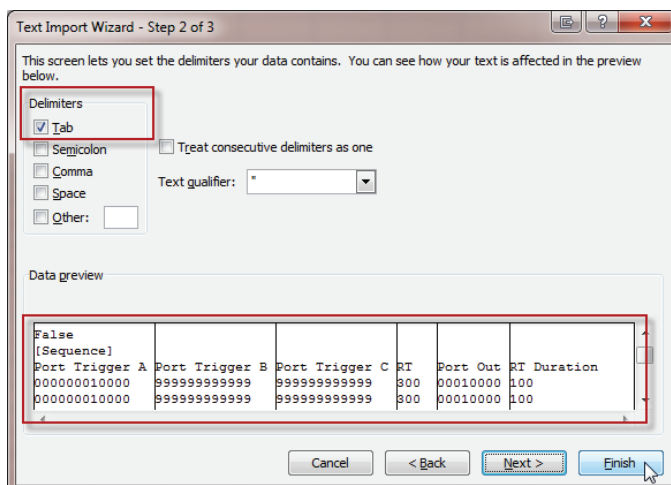 Text Import Wizard - Step 2 of 3
This screen lets you set the delimiters your data contains. You can see how your text is affected in the preview
below.
Delimiters
Tab
Semicolon
Comma
Space
Other:
Treat consecutive delimiters as one
Text qualifier: "
Data preview
False
[Sequence]
Port Trigger A Port Trigger B Port Trigger C RT Port Out RT Duration
000000010000 999999999999 999999999999 300 00010000 100
000000010000 999999999999 999999999999 300 00010000 100
Cancel < Back Next > Finish